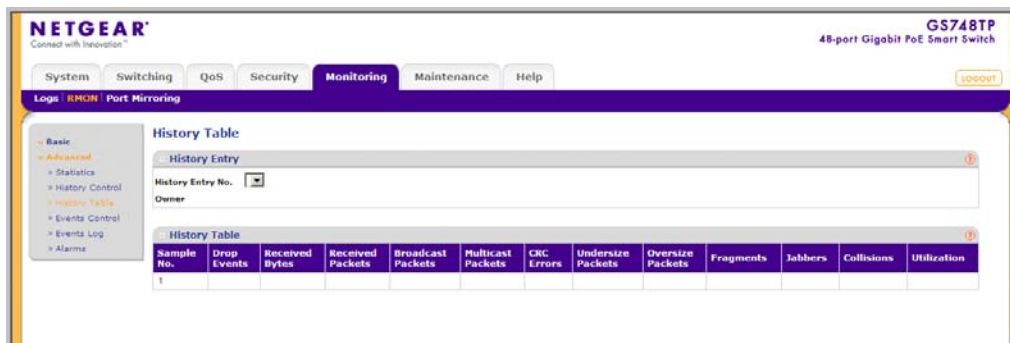 NETGEAR®
Connect with Innovation™
GS748TP
48-port Gigabit PoE Smart Switch
System Switching QoS Security Monitoring Maintenance Help
LOGOUT
Logs RMON Port Mirroring
Basic
Advanced
» Statistics
» History Control
» History Table
» Events Control
» Events Log
» Alarms
History Table
History Entry
History Entry No.
Owner
History Table
Sample No. Drop Events Received Bytes Received Packets Broadcast Packets Multicast Packets CRC Errors Undersize Packets Oversize Packets Fragments Jabbers Collisions Utilization
1